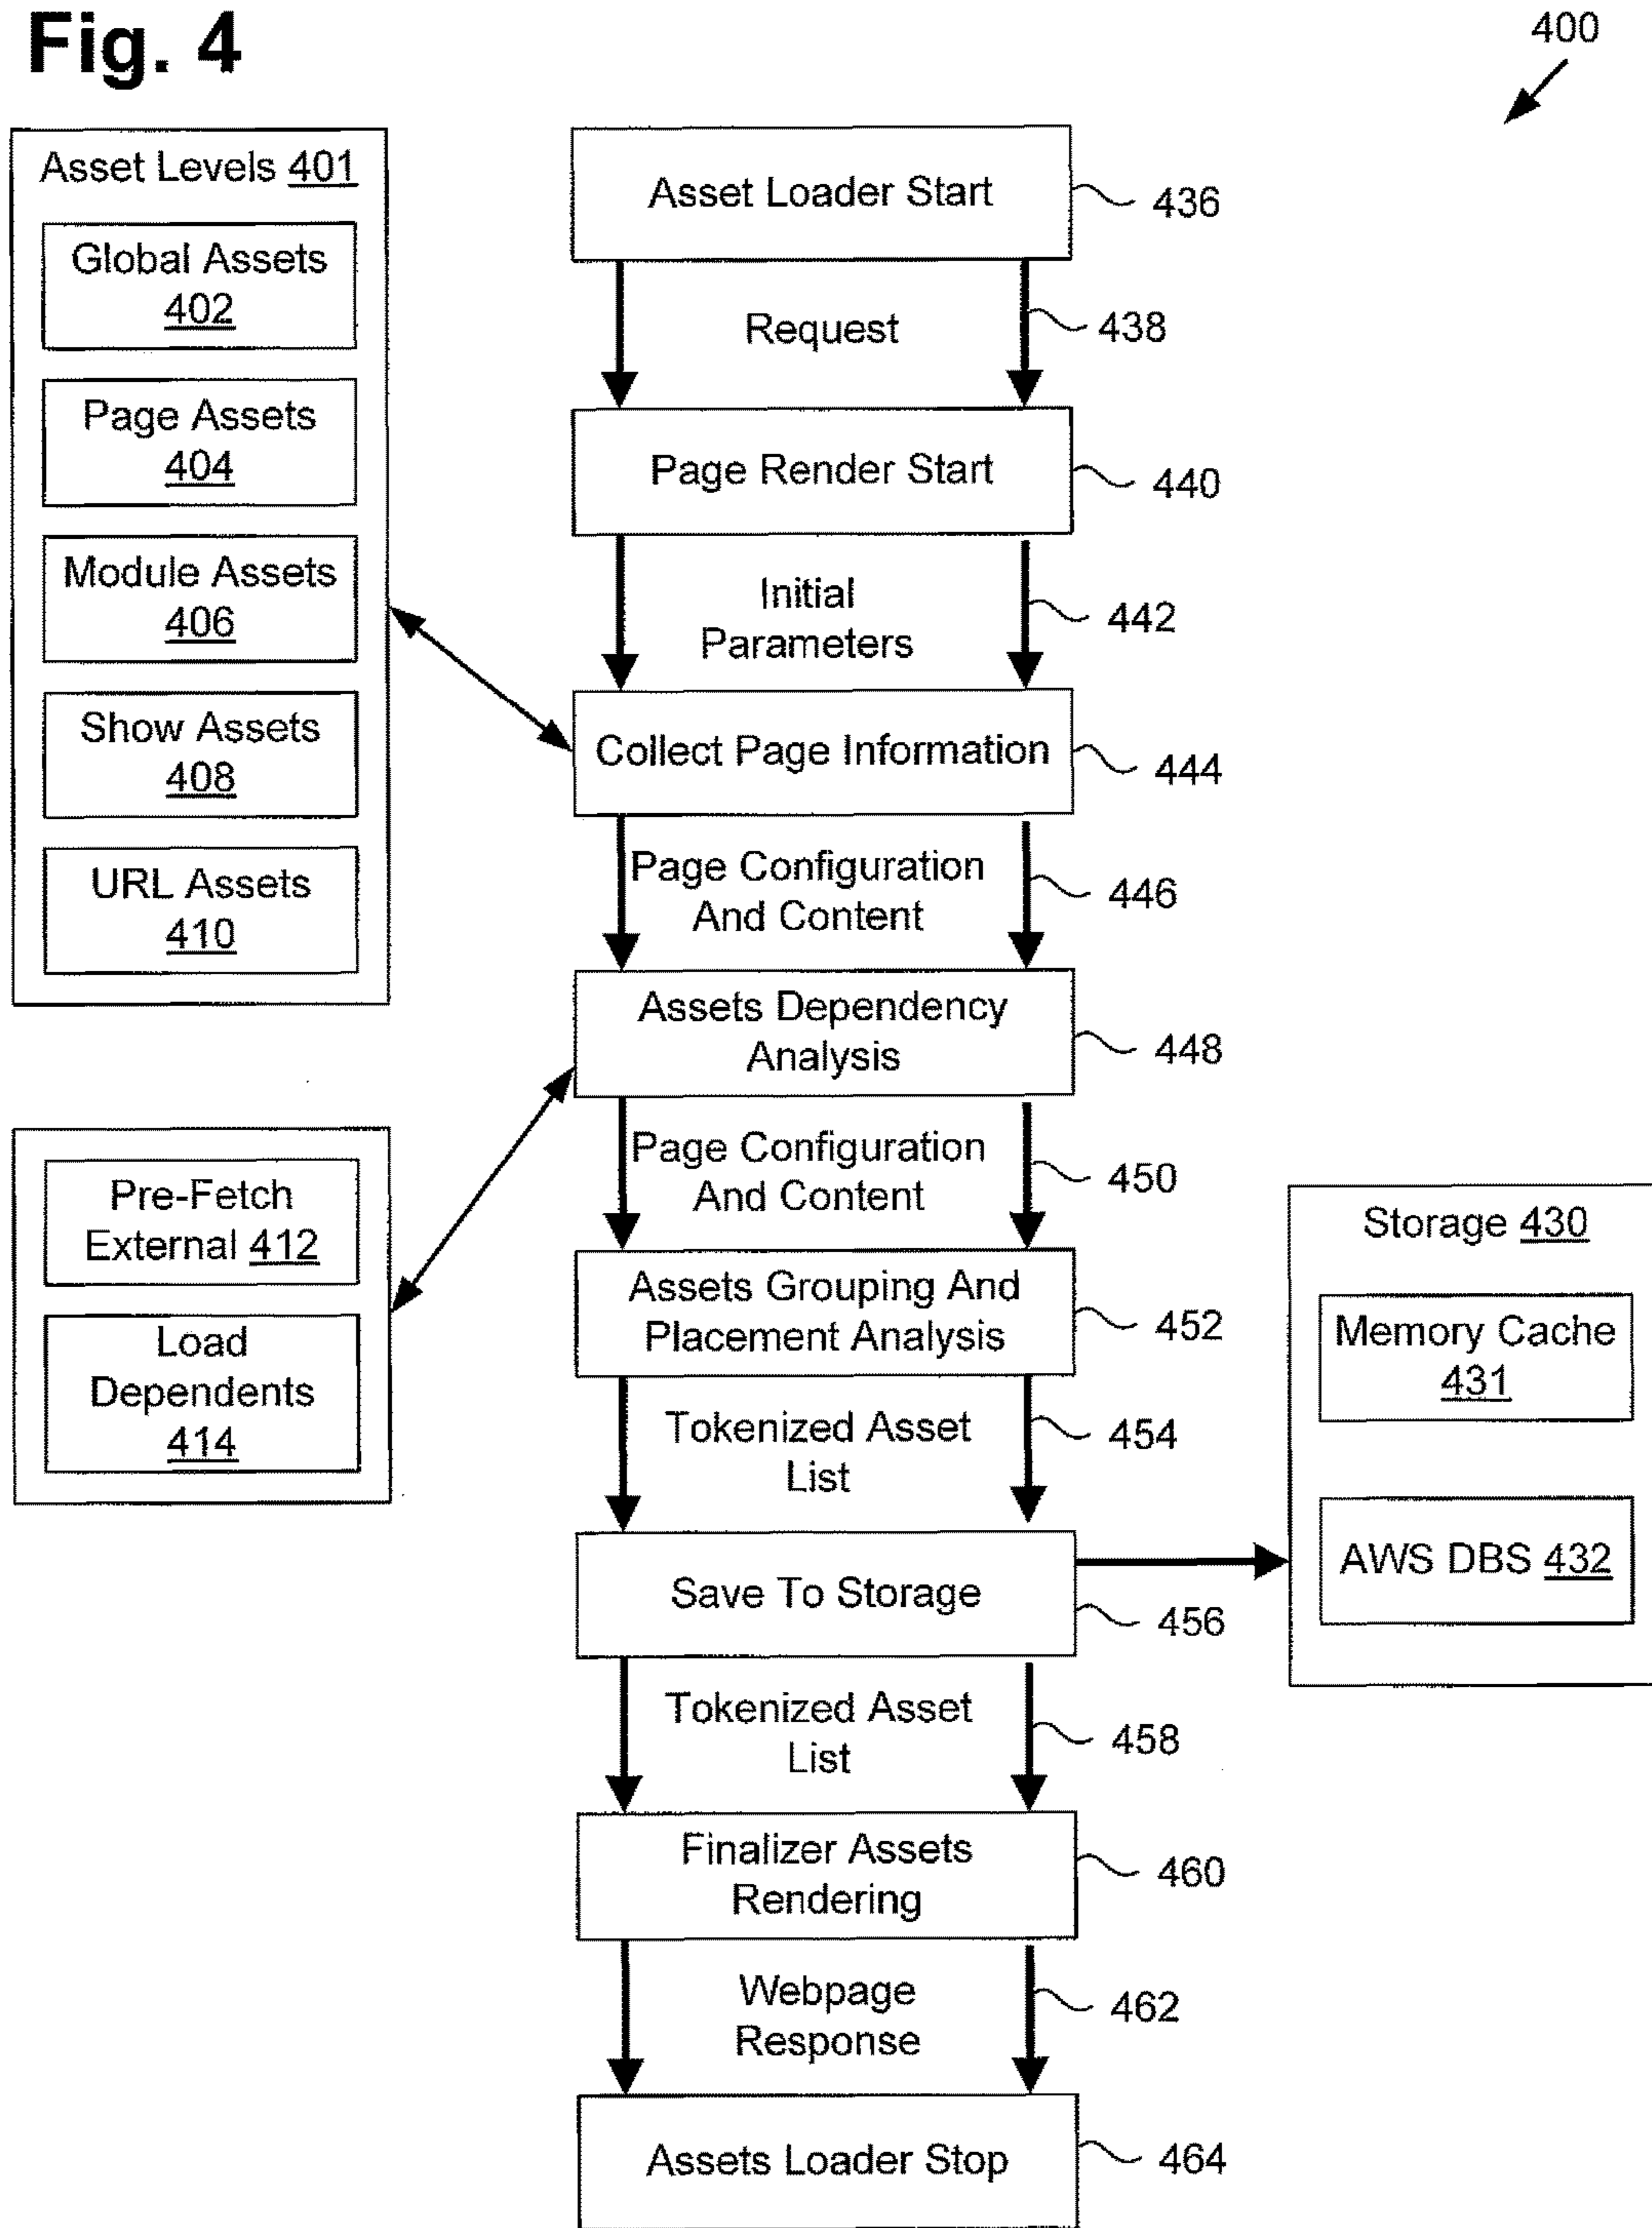 Fig. 4
400
Asset Levels 401
Global Assets
402
Page Assets
404
Module Assets
406
Show Assets
408
URL Assets
410
Pre-Fetch
External 412
Load
Dependents
414
Asset Loader Start
436
Request
438
Page Render Start
440
Initial
Parameters
442
Collect Page Information
444
Page Configuration
And Content
446
Assets Dependency
Analysis
448
Page Configuration
And Content
450
Assets Grouping And
Placement Analysis
452
Tokenized Asset
List
454
Save To Storage
456
Tokenized Asset
List
458
Finalizer Assets
Rendering
460
Webpage
Response
462
Assets Loader Stop
464
Storage 430
Memory Cache
431
AWS DBS 432